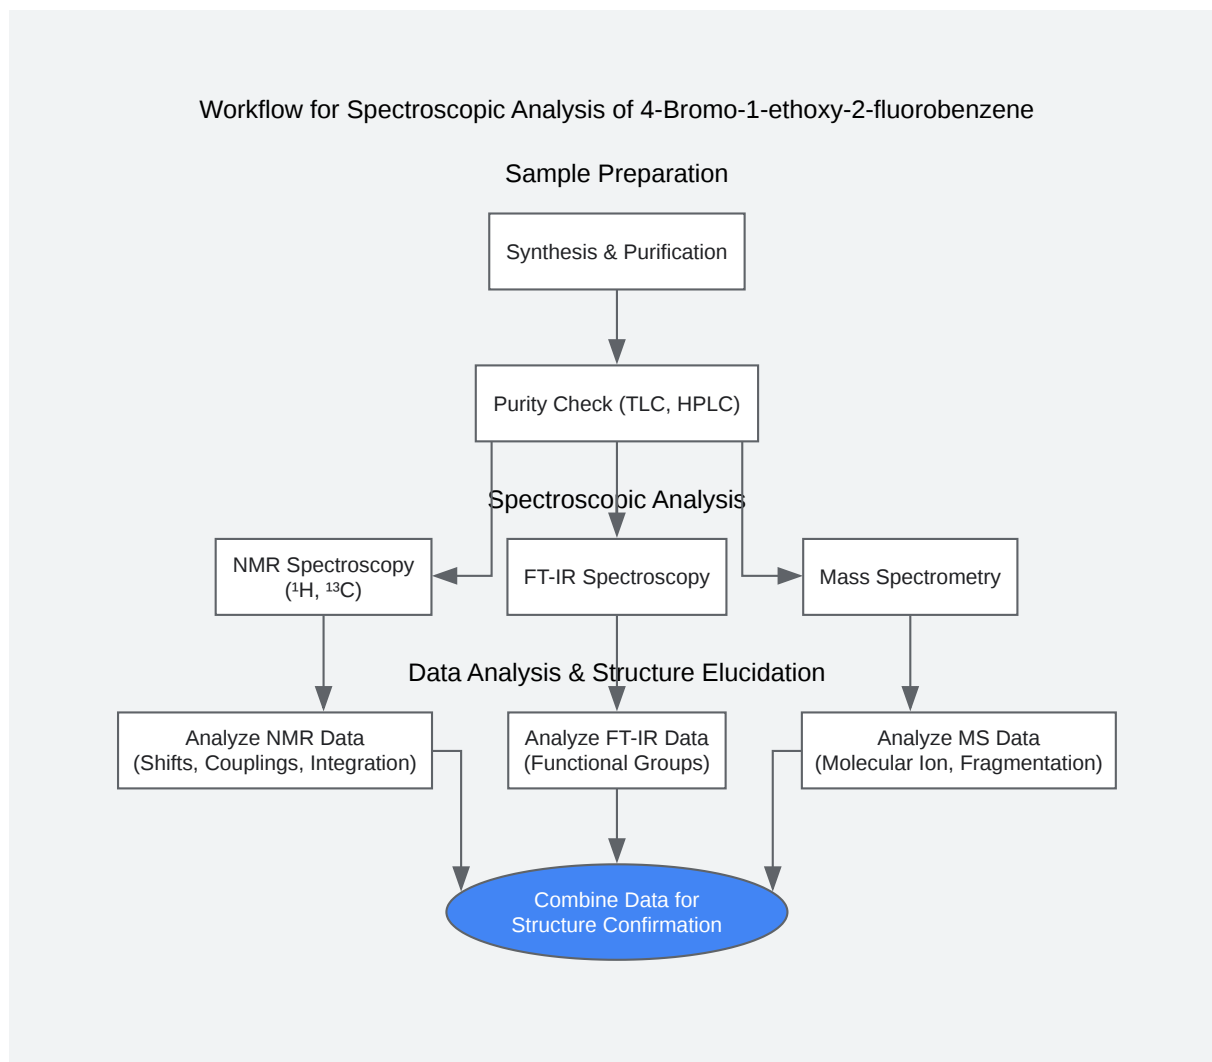 Workflow for Spectroscopic Analysis of 4-Bromo-1-ethoxy-2-fluorobenzene
Sample Preparation
Synthesis & Purification
Purity Check (TLC, HPLC)
Spectroscopic Analysis
NMR Spectroscopy
(¹H, ¹³C)
FT-IR Spectroscopy
Mass Spectrometry
Data Analysis & Structure Elucidation
Analyze NMR Data
(Shifts, Couplings, Integration)
Analyze FT-IR Data
(Functional Groups)
Analyze MS Data
(Molecular Ion, Fragmentation)
Combine Data for
Structure Confirmation